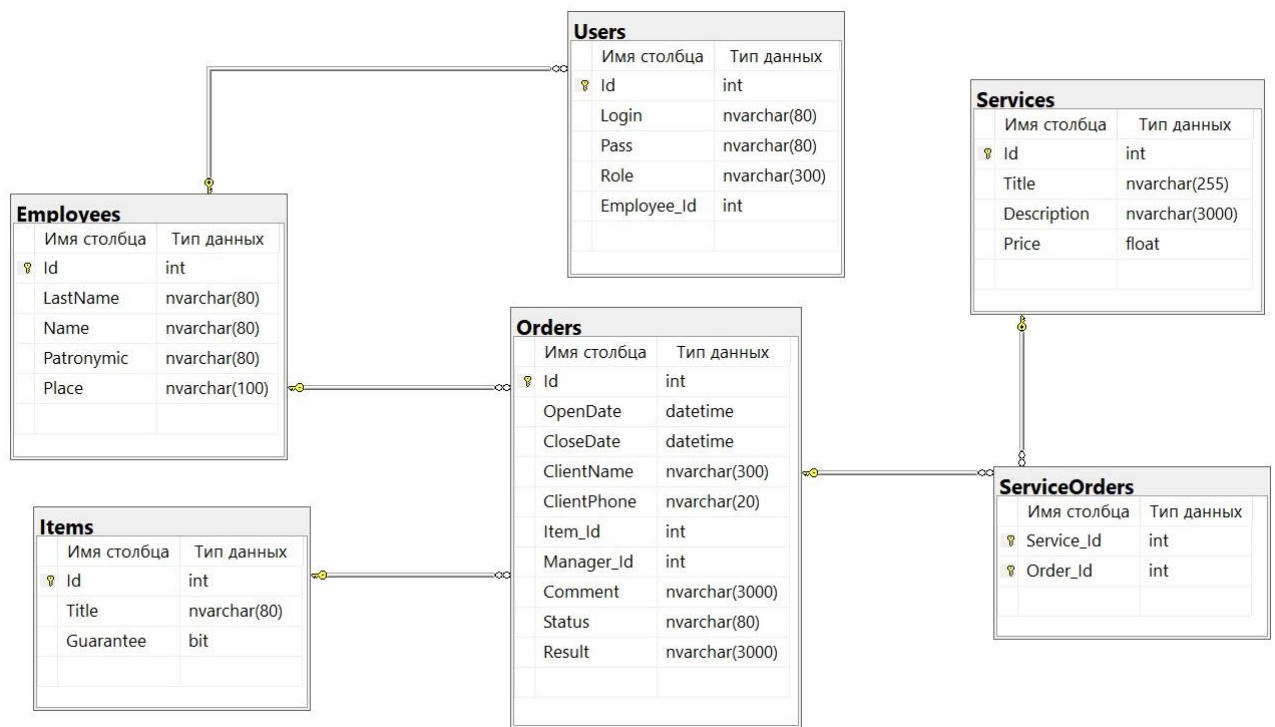 Users
Имя столбца Тип данных
Id int
Login nvarchar(80)
Pass nvarchar(80)
Role nvarchar(300)
Employee_Id int
Services
Имя столбца Тип данных
Id int
Title nvarchar(255)
Description nvarchar(3000)
Price float
Employees
Имя столбца Тип данных
Id int
LastName nvarchar(80)
Name nvarchar(80)
Patronymic nvarchar(80)
Place nvarchar(100)
Orders
Имя столбца Тип данных
Id int
OpenDate datetime
CloseDate datetime
ClientName nvarchar(300)
ClientPhone nvarchar(20)
Item_Id int
Manager_Id int
Comment nvarchar(3000)
Status nvarchar(80)
Result nvarchar(3000)
ServiceOrders
Имя столбца Тип данных
Service_Id int
Order_Id int
Items
Имя столбца Тип данных
Id int
Title nvarchar(80)
Guarantee bit